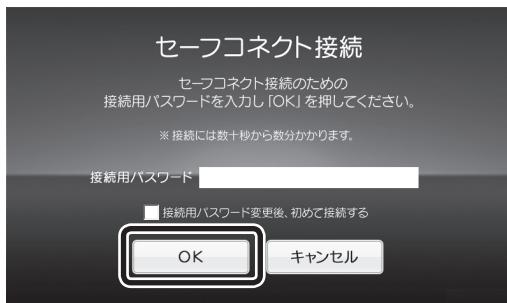 セーフコネクト接続
セーフコネクト接続のための
接続用パスワードを入力し「OK」を押してください。
※接続には数十秒から数分かかります。
接続用パスワード
接続用パスワード変更後、初めて接続する
OK キャンセル